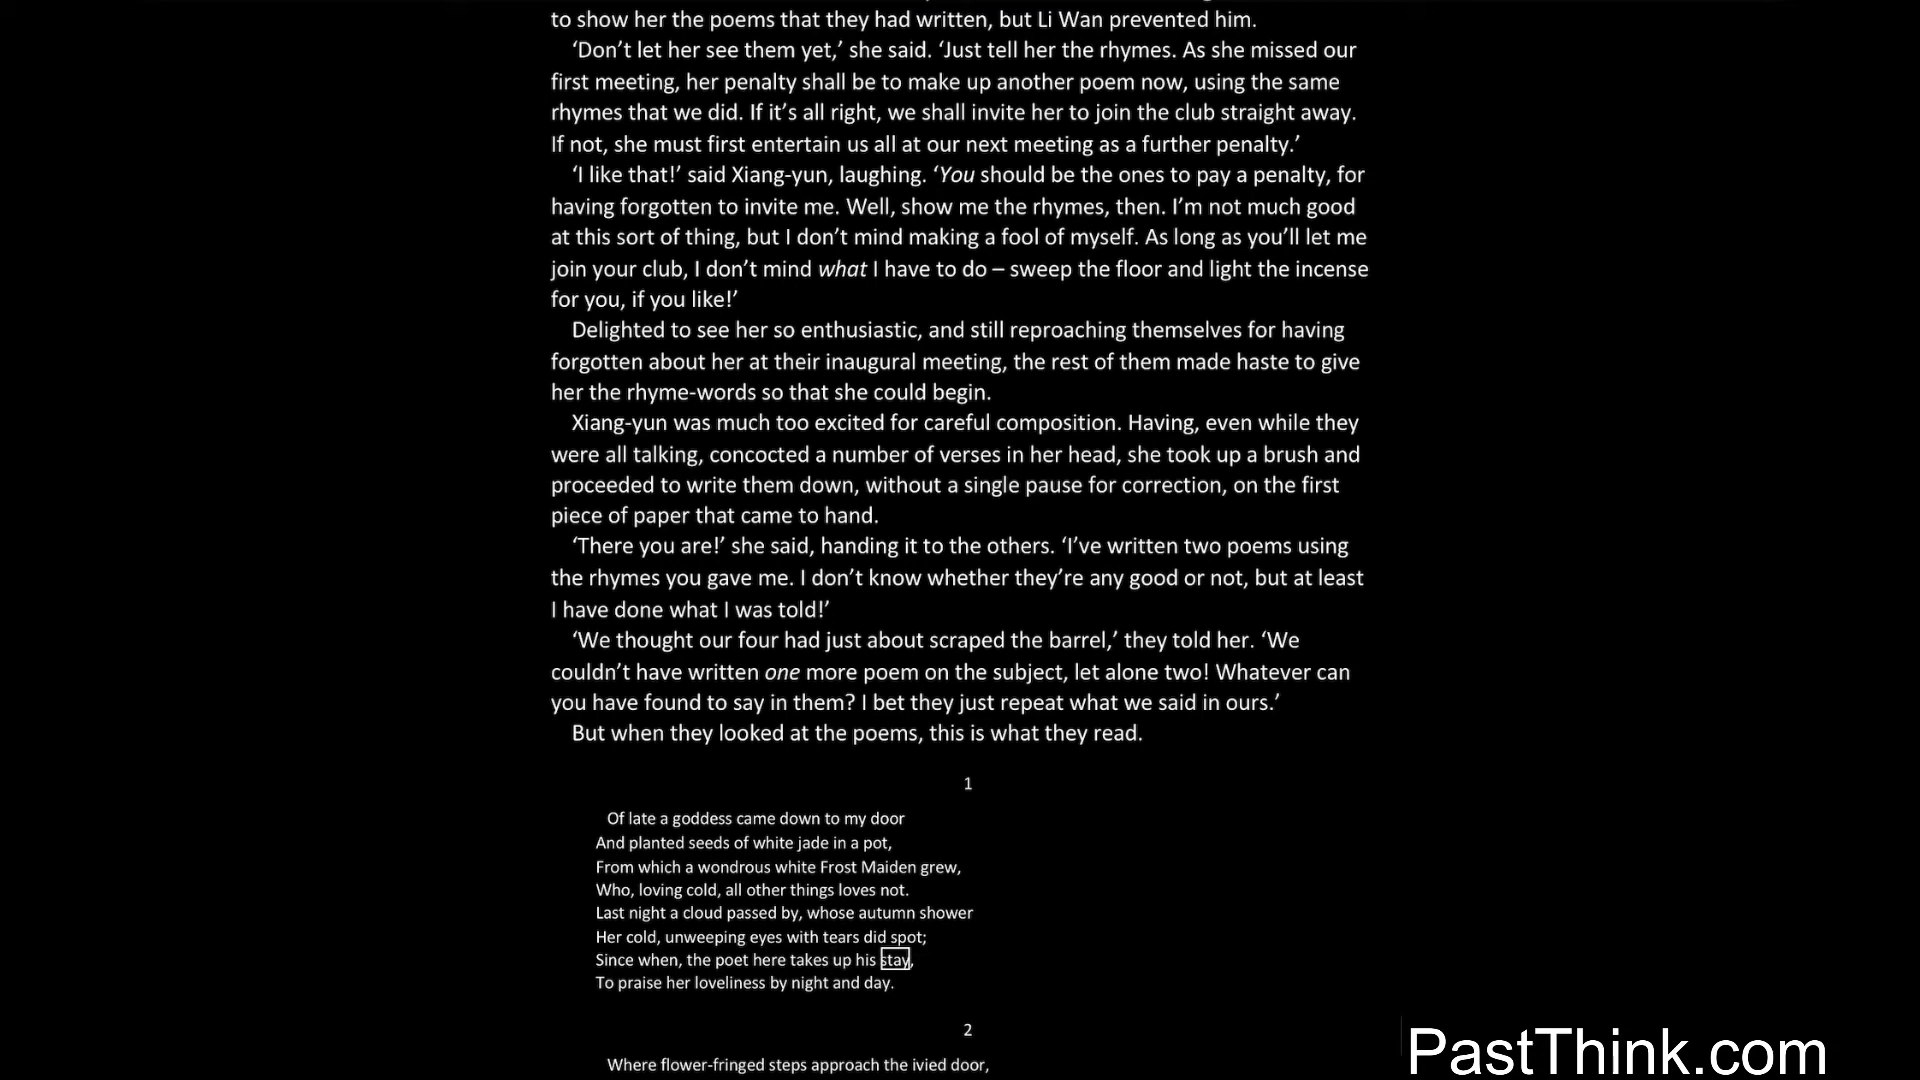 to show her the poems that they had written, but Li Wan prevented him.
‘Don’t let her see them yet,’ she said. ‘Just tell her the rhymes. As she missed our
first meeting, her penalty shall be to make up another poem now, using the same
rhymes that we did. If it’s all right, we shall invite her to join the club straight away.
If not, she must first entertain us all at our next meeting as a further penalty.’
‘I like that!’ said Xiang-yun, laughing. ‘You should be the ones to pay a penalty, for
having forgotten to invite me. Well, show me the rhymes, then. I’m not much good
at this sort of thing, but I don’t mind making a fool of myself. As long as you’ll let me
join your club, I don’t mind what I have to do – sweep the floor and light the incense
for you, if you like!’
Delighted to see her so enthusiastic, and still reproaching themselves for having
forgotten about her at their inaugural meeting, the rest of them made haste to give
her the rhyme-words so that she could begin.
Xiang-yun was much too excited for careful composition. Having, even while they
were all talking, concocted a number of verses in her head, she took up a brush and
proceeded to write them down, without a single pause for correction, on the first
piece of paper that came to hand.
‘There you are!’ she said, handing it to the others. ‘I’ve written two poems using
the rhymes you gave me. I don’t know whether they’re any good or not, but at least
I have done what I was told!’
‘We thought our four had just about scraped the barrel,’ they told her. ‘We
couldn’t have written one more poem on the subject, let alone two! Whatever can
you have found to say in them? I bet they just repeat what we said in ours.’
But when they looked at the poems, this is what they read.
1
Of late a goddess came down to my door
And planted seeds of white jade in a pot,
From which a wondrous white Frost Maiden grew,
Who, loving cold, all other things loves not.
Last night a cloud passed by, whose autumn shower
Her cold, unweeping eyes with tears did spot;
Since when, the poet here takes up his stay,
To praise her loveliness by night and day.
2
Where flower-fringed steps approach the ivied door,
PastThink.com